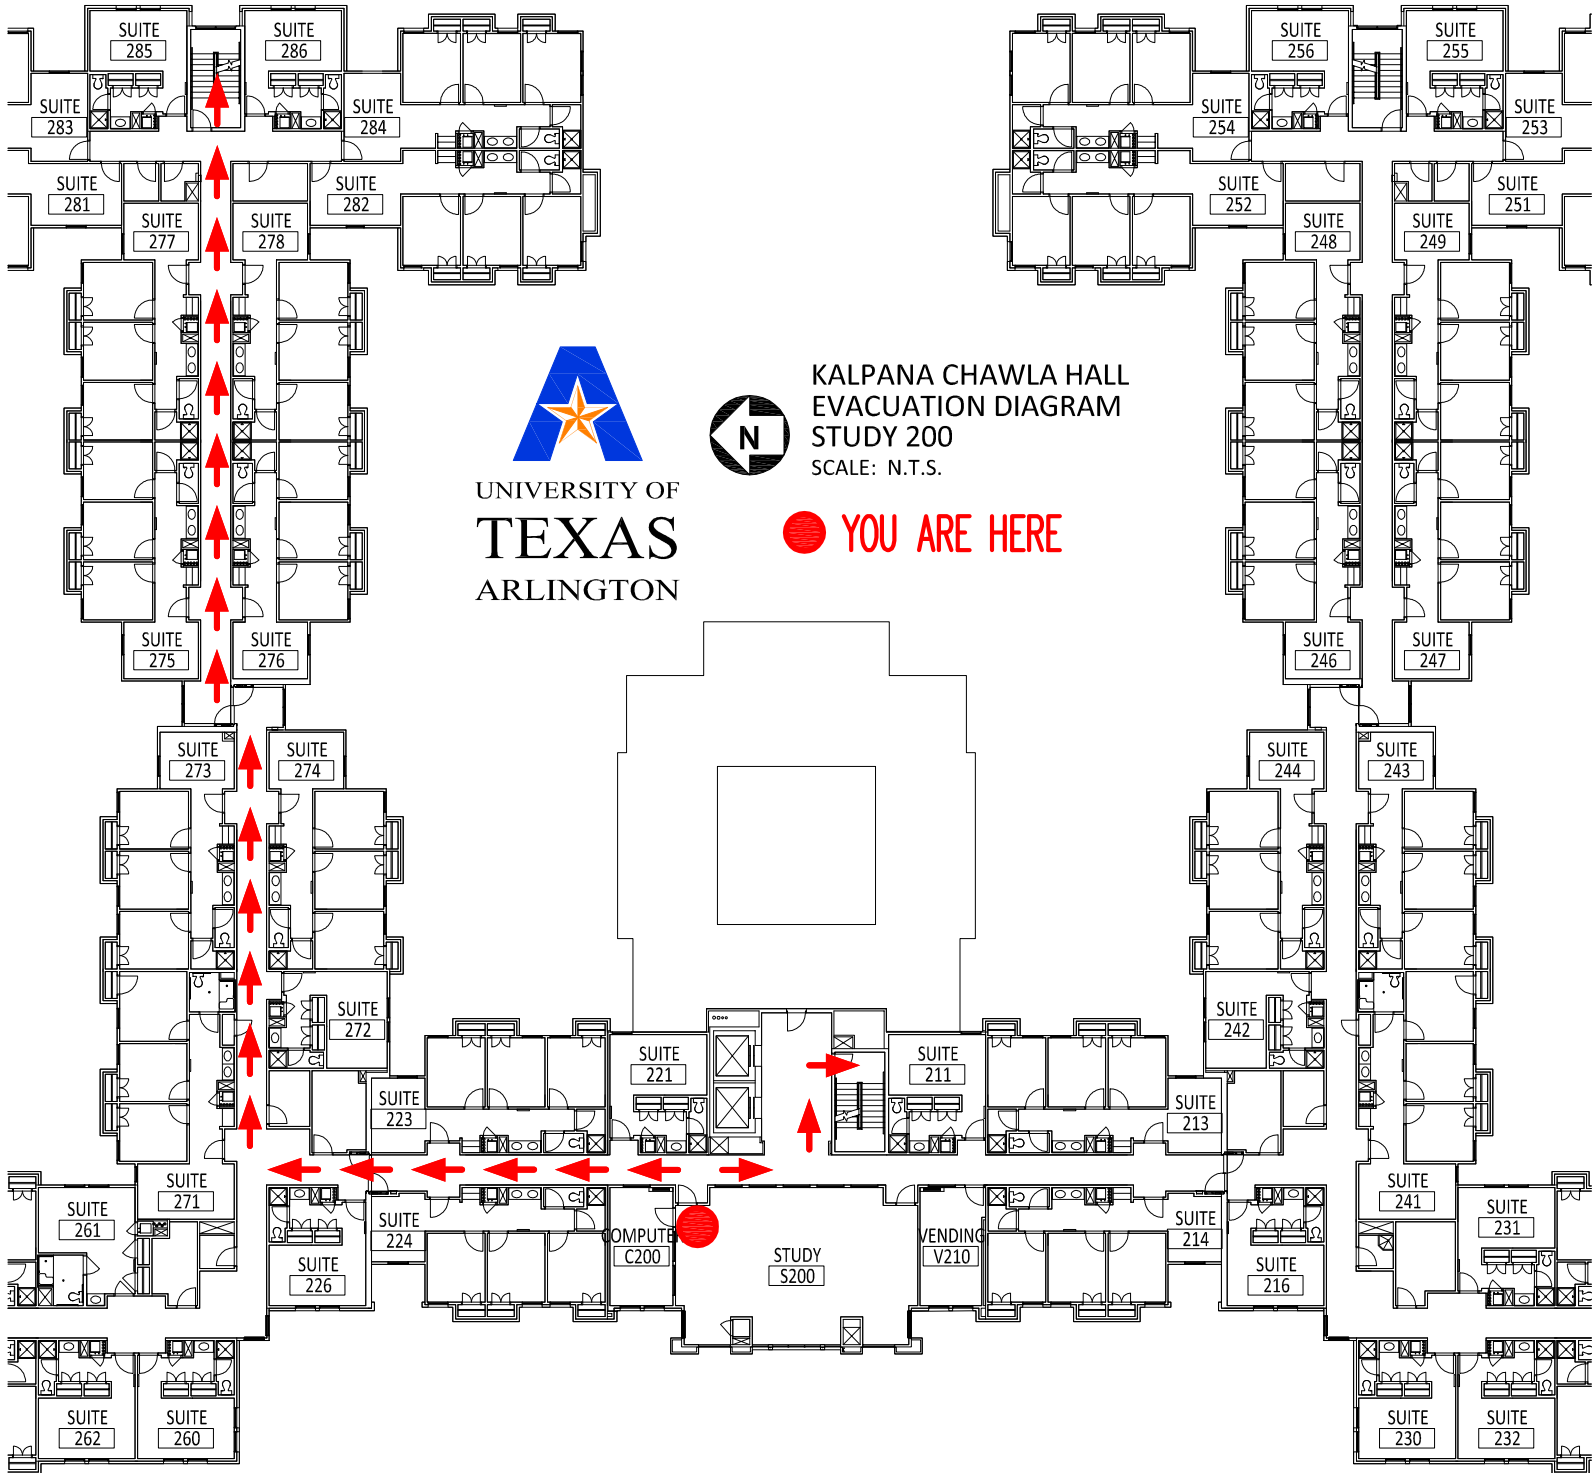 SUITE
285
SUITE
286
SUITE
256
SUITE
255
SUITE
283
SUITE
284
SUITE
254
SUITE
253
SUITE
281
SUITE
282
SUITE
252
SUITE
251
SUITE
277
SUITE
278
SUITE
248
SUITE
249
UNIVERSITY OF
TEXAS
ARLINGTON
N
KALPANA CHAWLA HALL
EVACUATION DIAGRAM
STUDY 200
SCALE: N.T.S.
YOU ARE HERE
SUITE
275
SUITE
276
SUITE
246
SUITE
247
SUITE
273
SUITE
274
SUITE
244
SUITE
243
SUITE
272
SUITE
242
SUITE
221
SUITE
211
SUITE
223
SUITE
213
SUITE
271
SUITE
241
SUITE
261
SUITE
224
COMPUTE
C200
STUDY
S200
VENDING
V210
SUITE
214
SUITE
231
SUITE
226
SUITE
216
SUITE
262
SUITE
260
SUITE
230
SUITE
232